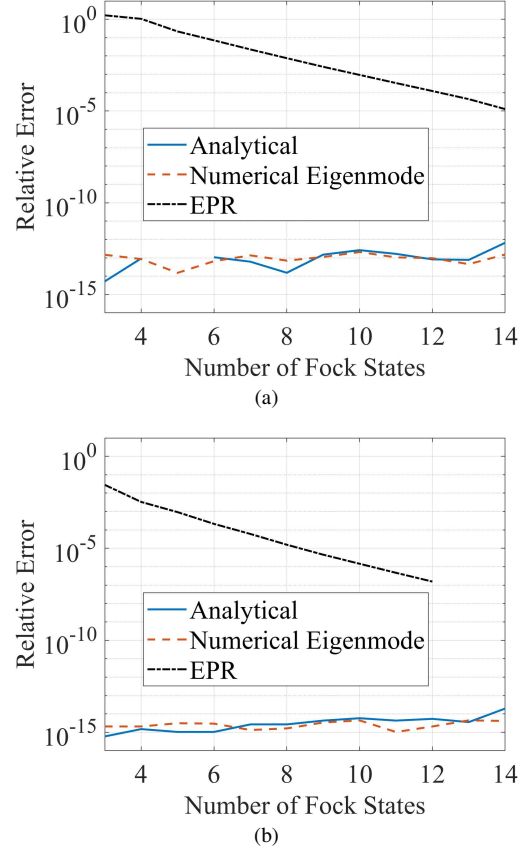 10^0
10^-5
10^-10
10^-15
Relative Error
Analytical
Numerical Eigenmode
EPR
4 6 8 10 12 14
Number of Fock States
(a)
10^0
10^-5
10^-10
10^-15
Relative Error
Analytical
Numerical Eigenmode
EPR
4 6 8 10 12 14
Number of Fock States
(b)